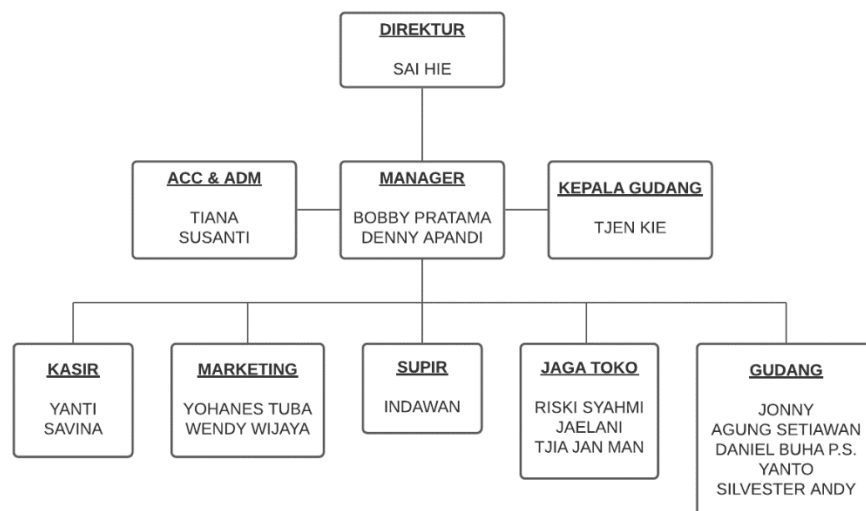 DIREKTUR
SAI HIE
ACC & ADM
TIANA
SUSANTI
MANAGER
BOBBY PRATAMA
DENNY APANDI
KEPALA GUDANG
TJEN KIE
KASIR
YANTI
SAVINA
MARKETING
YOHANES TUBA
WENDY WIJAYA
SUPIR
INDAWAN
JAGA TOKO
RISKI SYAHMI
JAELANI
TJIA JAN MAN
GUDANG
JONNY
AGUNG SETIAWAN
DANIEL BUHA P.S.
YANTO
SILVESTER ANDY